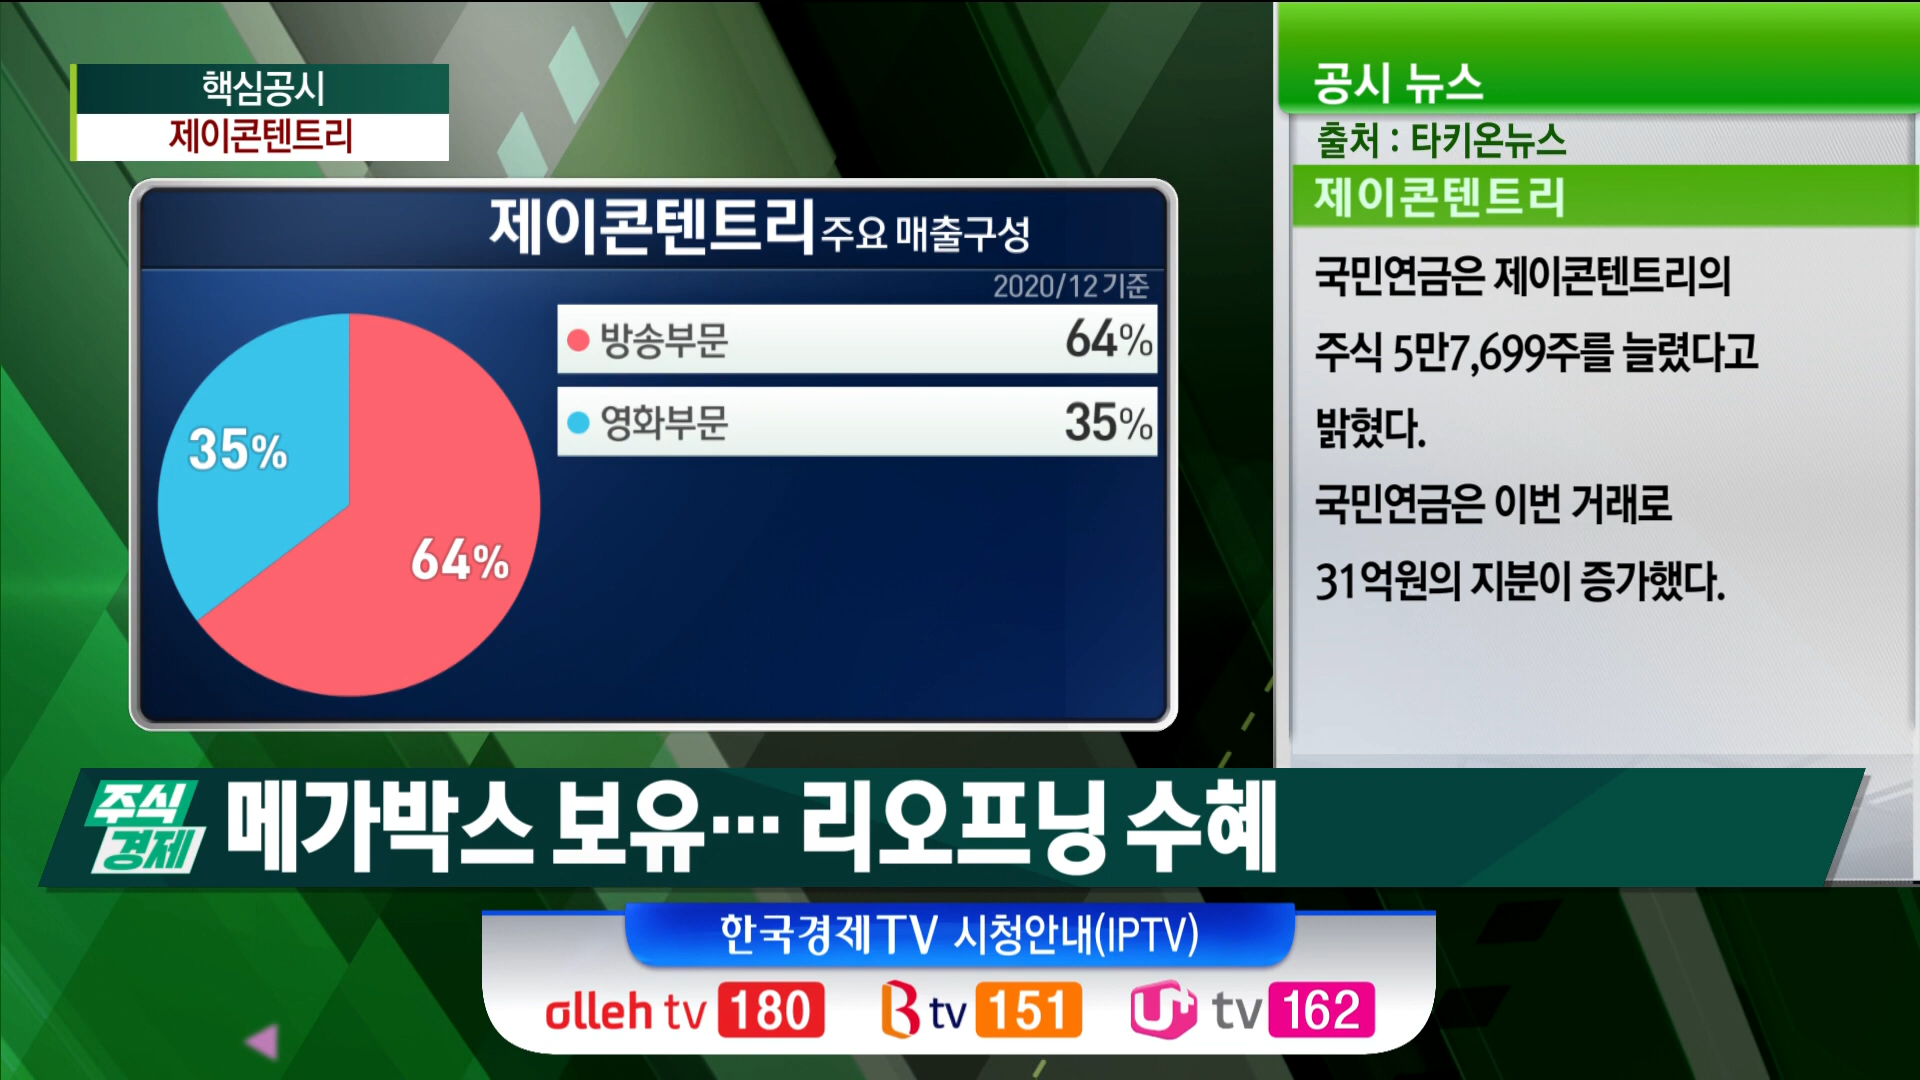 핵심공시
제이콘텐트리
제이콘텐트리 주요 매출구성
2020/12 기준
방송부문 64%
영화부문 35%
35%
64%
공시 뉴스
출처 : 타키온뉴스
제이콘텐트리
국민연금은 제이콘텐트리의
주식 5만7,699주를 늘렸다고
밝혔다.
국민연금은 이번 거래로
31억원의 지분이 증가했다.
주식
경제
메가박스 보유… 리오프닝 수혜
한국경제TV 시청안내(IPTV)
olleh tv 180 B tv 151 U+ tv 162